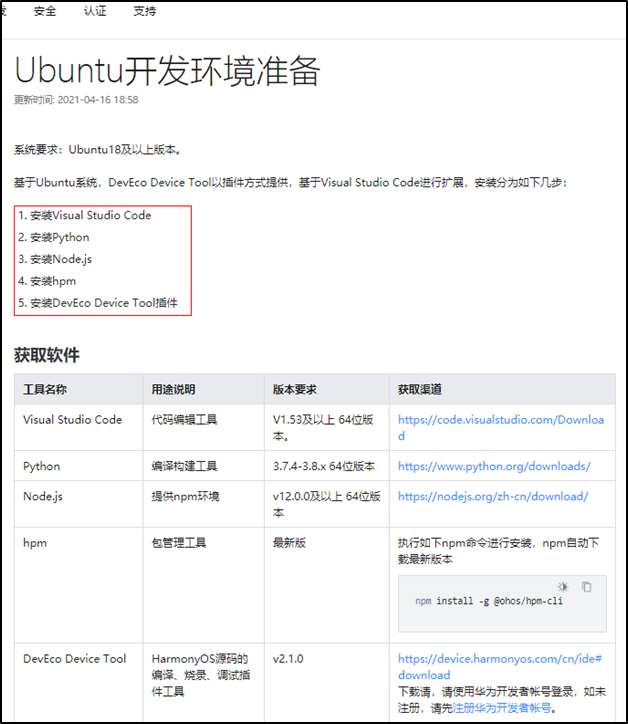 安全 认证 支持
Ubuntu开发环境准备
更新时间: 2021-04-16 18:58
系统要求：Ubuntu18及以上版本。
基于Ubuntu系统，DevEco Device Tool以插件方式提供，基于Visual Studio Code进行扩展，安装分为如下几步：
1. 安装Visual Studio Code
2. 安装Python
3. 安装Node.js
4. 安装hpm
5. 安装DevEco Device Tool插件
获取软件
工具名称 用途说明 版本要求 获取渠道
Visual Studio Code 代码编辑工具 V1.53及以上 64位版 https://code.visualstudio.com/Downloa
本。 d
Python 编译构建工具 3.7.4-3.8.x 64位版本 https://www.python.org/downloads/
Node.js 提供npm环境 v12.0.0及以上 64位版 https://nodejs.org/zh-cn/download/
本
hpm 包管理工具 最新版 执行如下npm命令进行安装，npm自动下
载最新版本
npm install -g @ohos/hpm-cli
DevEco Device Tool HarmonyOS源码的 v2.1.0 https://device.harmonyos.com/cn/ide#
编译、烧录、调试插 download
件工具 下载请，请使用华为开发者帐号登录，如未
注册，请先注册华为开发者帐号。